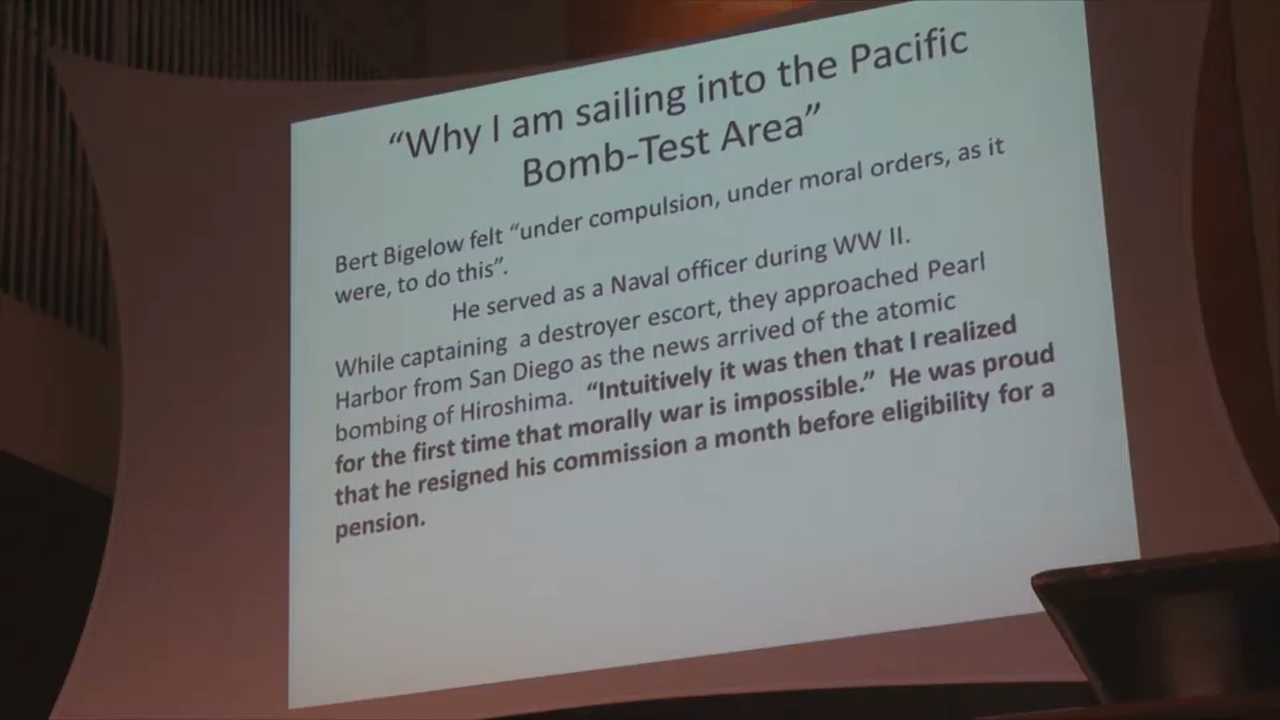 “Why I am sailing into the Pacific
Bomb-Test Area”
Bert Bigelow felt “under compulsion, under moral orders, as it
were, to do this”.
He served as a Naval officer during WW II.
While captaining a destroyer escort, they approached Pearl
Harbor from San Diego as the news arrived of the atomic
bombing of Hiroshima. “Intuitively it was then that I realized
for the first time that morally war is impossible.” He was proud
that he resigned his commission a month before eligibility for a
pension.